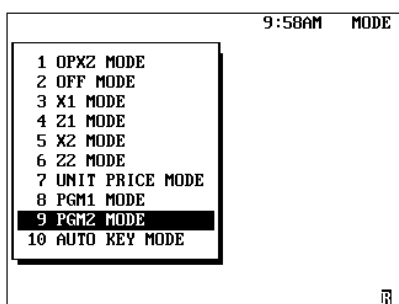 9:58AM MODE
1 OPXZ MODE
2 OFF MODE
3 X1 MODE
4 Z1 MODE
5 X2 MODE
6 Z2 MODE
7 UNIT PRICE MODE
8 PGM1 MODE
9 PGM2 MODE
10 AUTO KEY MODE
R